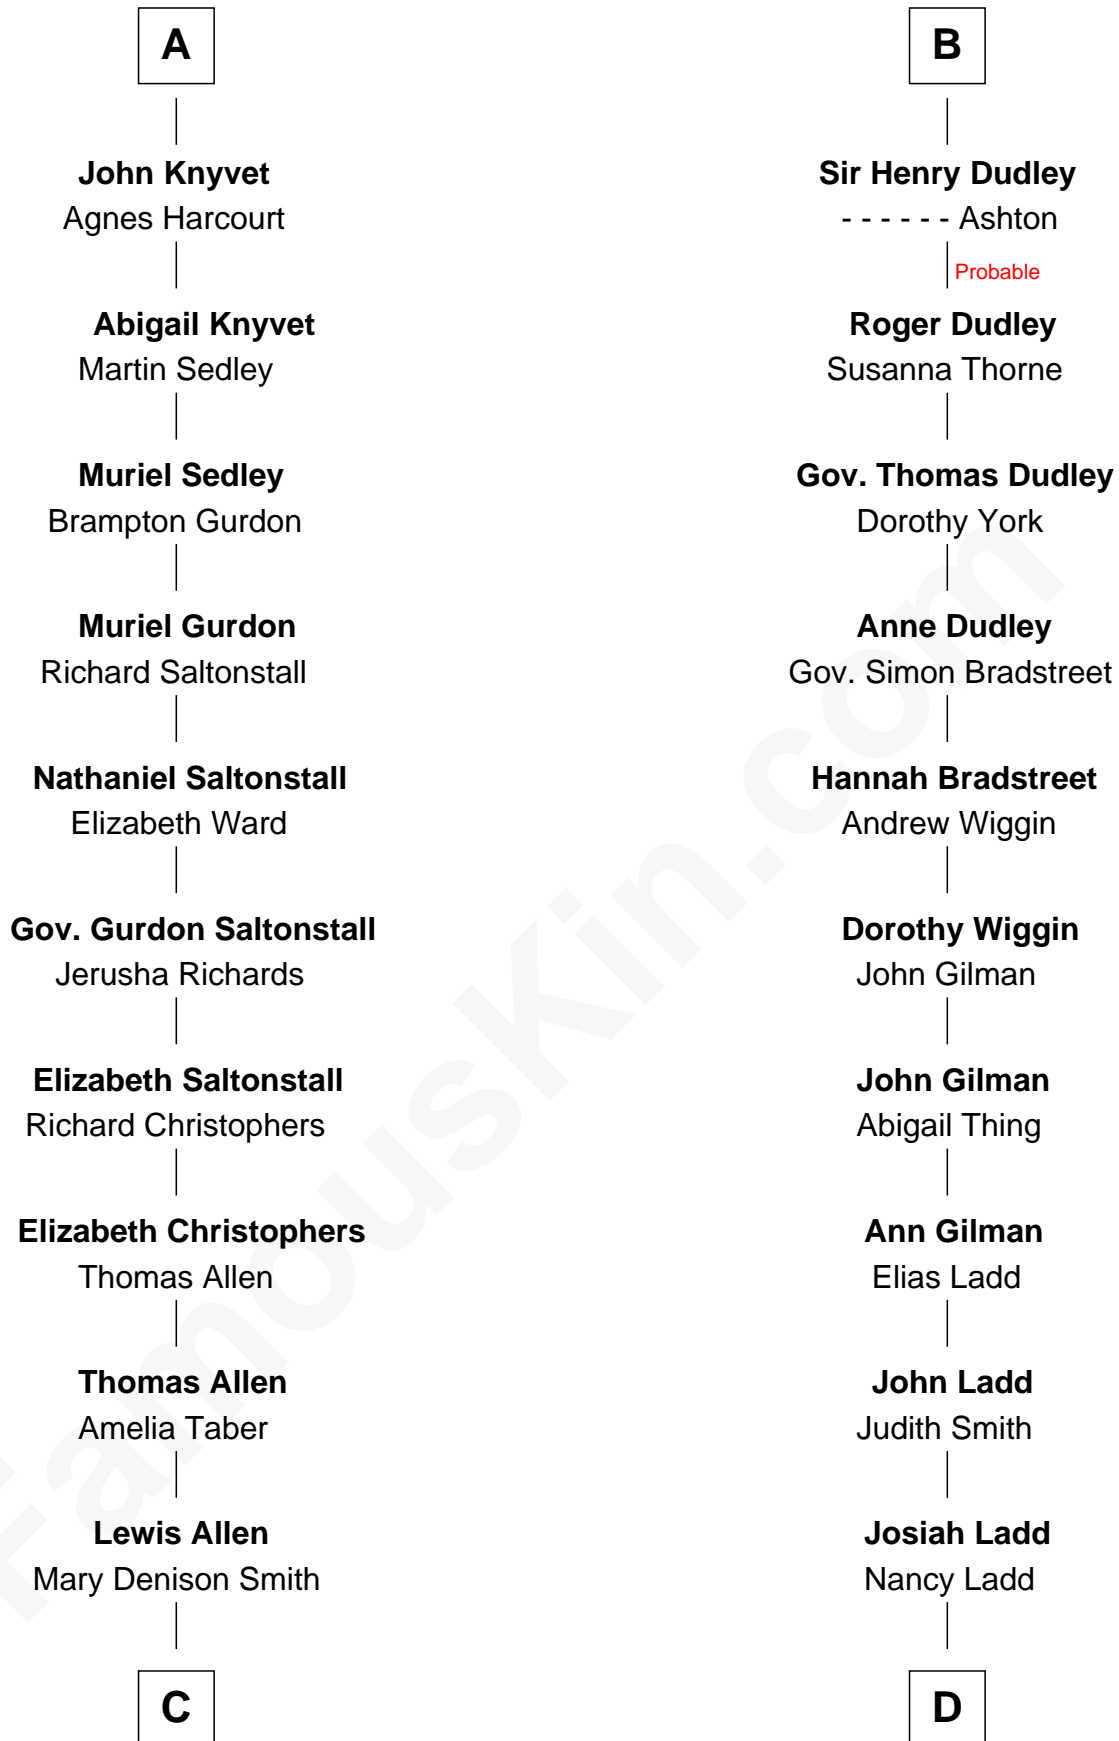 A
John Knyvet
Agnes Harcourt
Abigail Knyvet
Martin Sedley
Muriel Sedley
Brampton Gurdon
Muriel Gurdon
Richard Saltonstall
Nathaniel Saltonstall
Elizabeth Ward
Gov. Gurdon Saltonstall
Jerusha Richards
Elizabeth Saltonstall
Richard Christophers
Elizabeth Christophers
Thomas Allen
Thomas Allen
Amelia Taber
Lewis Allen
Mary Denison Smith
C
B
Sir Henry Dudley
- - - - - - Ashton
Probable
Roger Dudley
Susanna Thorne
Gov. Thomas Dudley
Dorothy York
Anne Dudley
Gov. Simon Bradstreet
Hannah Bradstreet
Andrew Wiggin
Dorothy Wiggin
John Gilman
John Gilman
Abigail Thing
Ann Gilman
Elias Ladd
John Ladd
Judith Smith
Josiah Ladd
Nancy Ladd
D
FamousKin.com